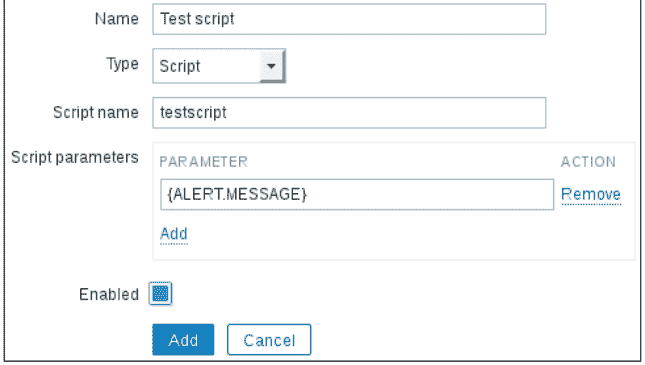 Name Test script
Type Script
Script name testscript
Script parameters PARAMETER ACTION
{ALERT.MESSAGE} Remove
Add
Enabled
Add Cancel